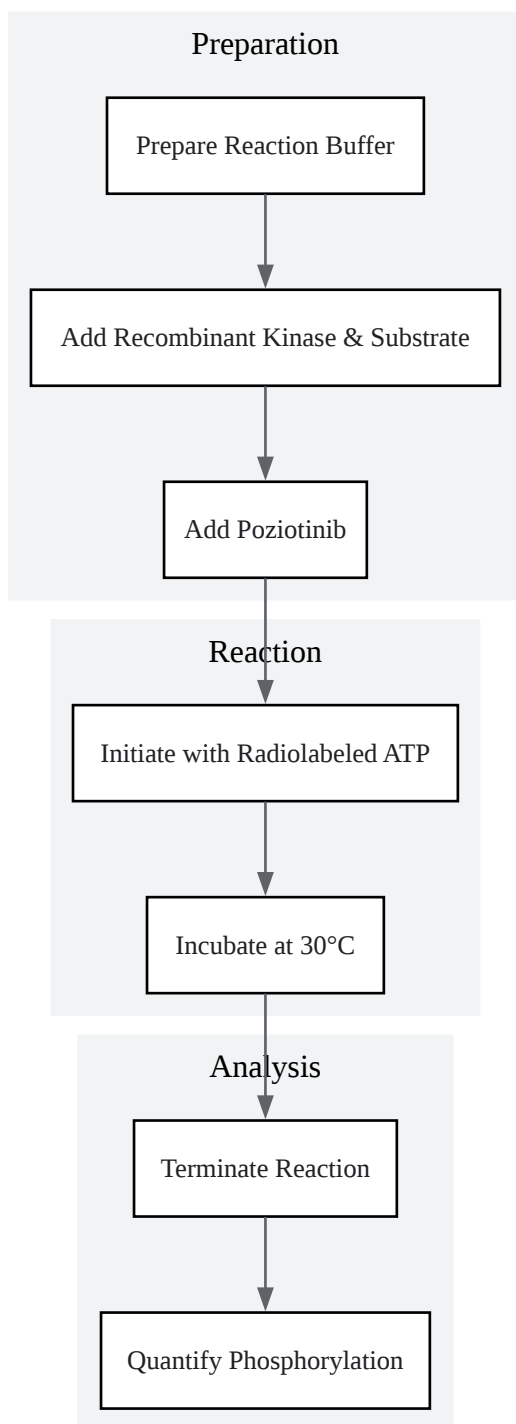 Preparation
Prepare Reaction Buffer
Add Recombinant Kinase & Substrate
Add Poziotinib
Reaction
Initiate with Radiolabeled ATP
Incubate at 30°C
Analysis
Terminate Reaction
Quantify Phosphorylation